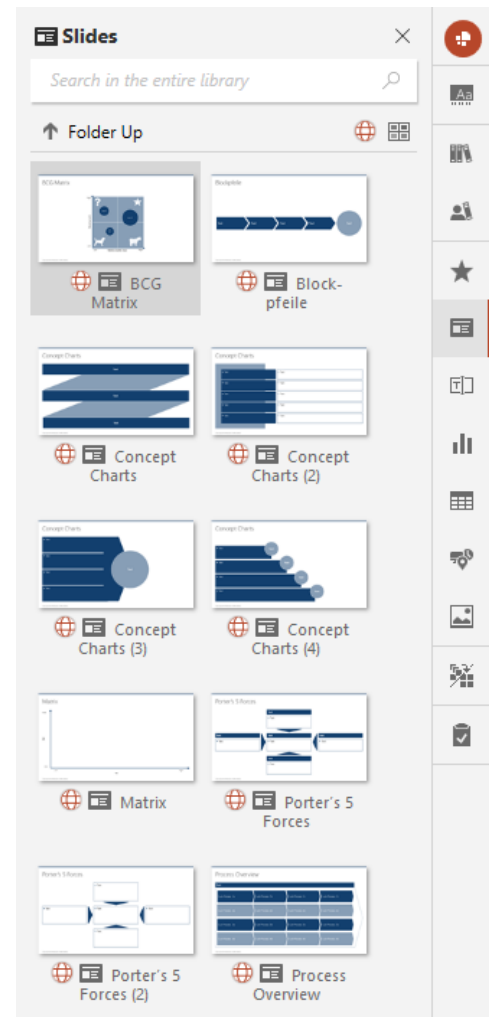 Slides
Search in the entire library
Aa
Folder Up
BCG-Matrix
Blockpfeile
BCG
Matrix
Block-
pfeile
Concept Charts
Concept Charts
Concept
Charts
Concept
Charts (2)
Concept Charts
Concept Charts
Concept
Charts (3)
Concept
Charts (4)
Matrix
Porter's 5 Forces
Matrix
Porter's 5
Forces
Porter's 5 Forces
Process Overview
Porter's 5
Forces (2)
Process
Overview